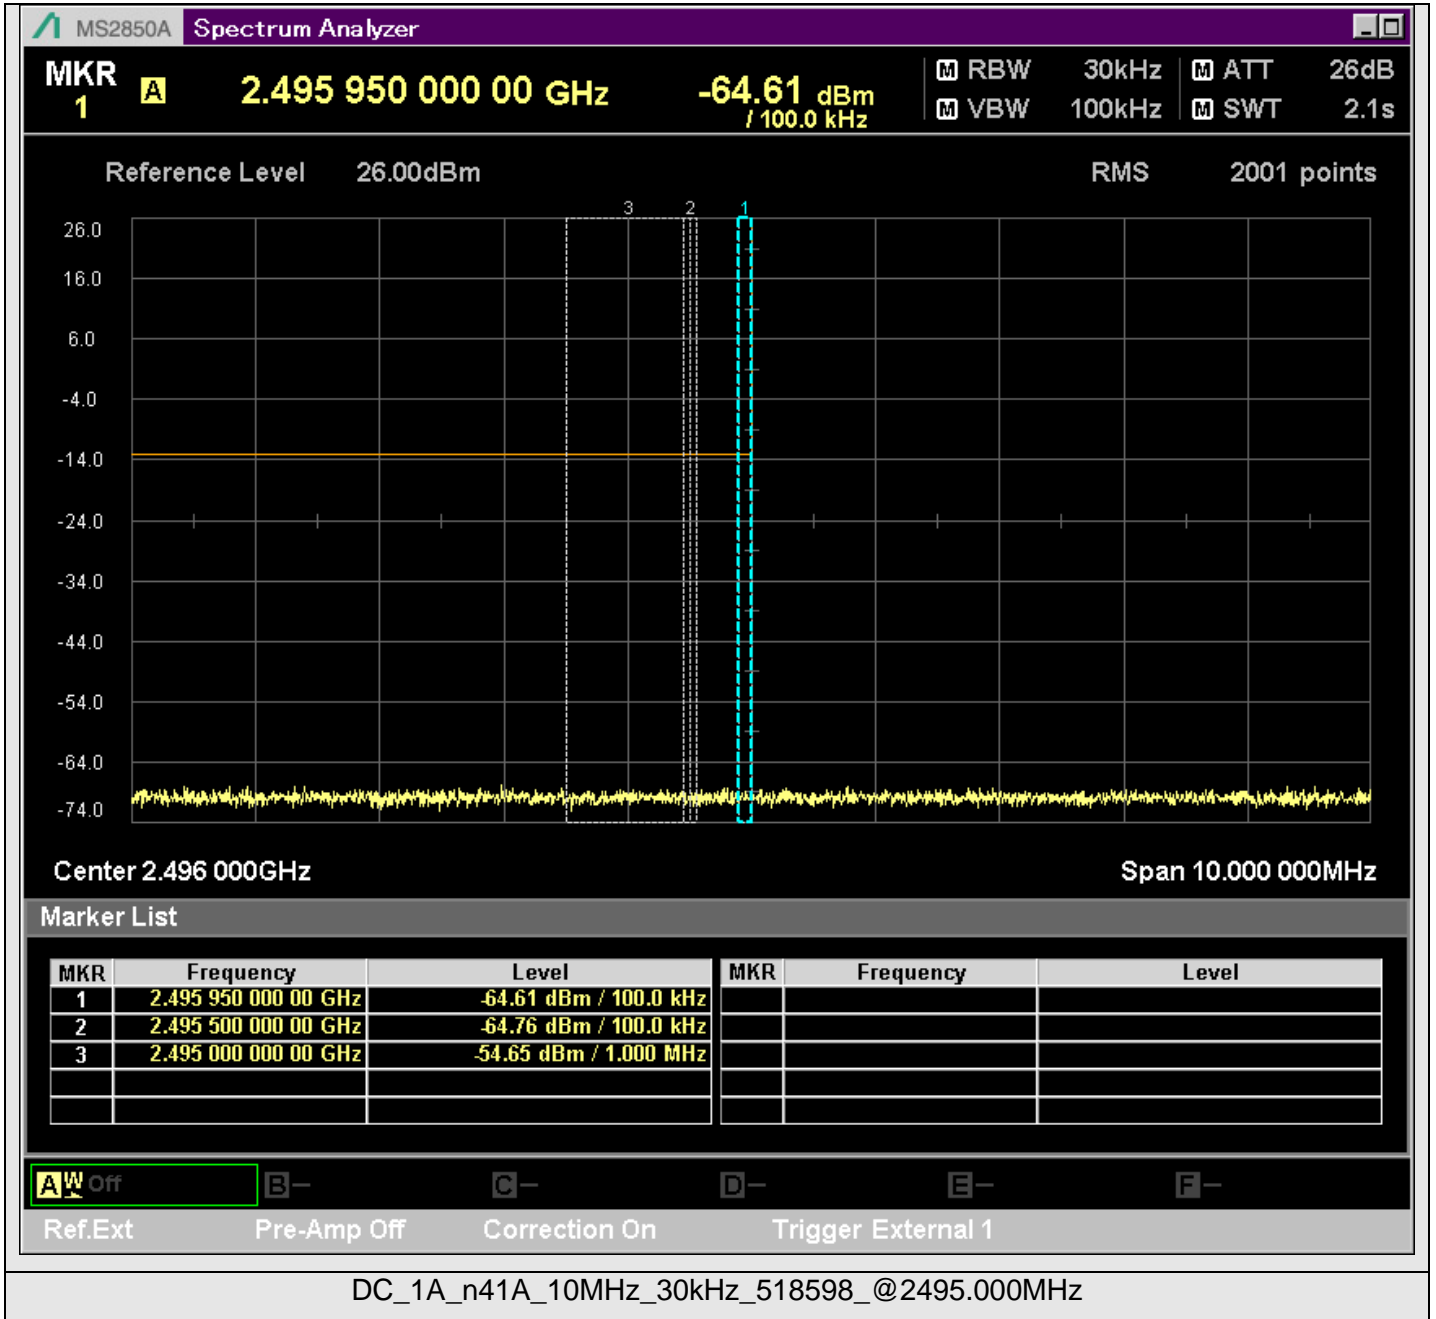 MS2850A Spectrum Analyzer
MKR 1 A 2.495 950 000 00 GHz -64.61 dBm / 100.0 kHz
M RBW 30kHz M ATT 26dB
M VBW 100kHz M SWT 2.1s
Reference Level 26.00dBm RMS 2001 points
3 2 1
26.0
16.0
6.0
-4.0
-14.0
-24.0
-34.0
-44.0
-54.0
-64.0
-74.0
Center 2.496 000GHz Span 10.000 000MHz
Marker List
MKR Frequency Level MKR Frequency Level
1 2.495 950 000 00 GHz -64.61 dBm / 100.0 kHz
2 2.495 500 000 00 GHz -64.76 dBm / 100.0 kHz
3 2.495 000 000 00 GHz -54.65 dBm / 1.000 MHz
A W Off B- C- D- E- F-
Ref.Ext Pre-Amp Off Correction On Trigger External 1
DC_1A_n41A_10MHz_30kHz_518598_@2495.000MHz